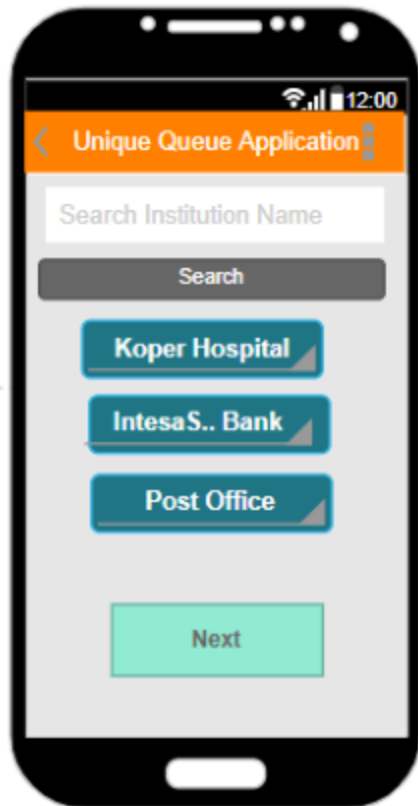 12:00
Unique Queue Application
Search Institution Name
Search
Koper Hospital
IntesaS.. Bank
Post Office
Next